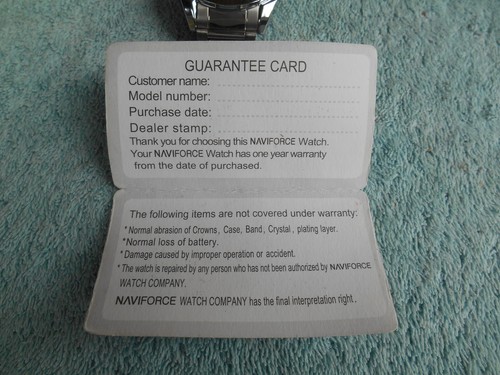 GUARANTEE CARD
Customer name:
Model number:
Purchase date:
Dealer stamp:
Thank you for choosing this NAVIFORCE Watch.
Your NAVIFORCE Watch has one year warranty
from the date of purchased.
The following items are not covered under warranty:
*Normal abrasion of Crowns, Case, Band, Crystal, plating layer.
*Normal loss of battery.
*Damage caused by improper operation or accident.
*The watch is repaired by any person who has not been authorized by NAVIFORCE
WATCH COMPANY.
NAVIFORCE WATCH COMPANY has the final interpretation right.